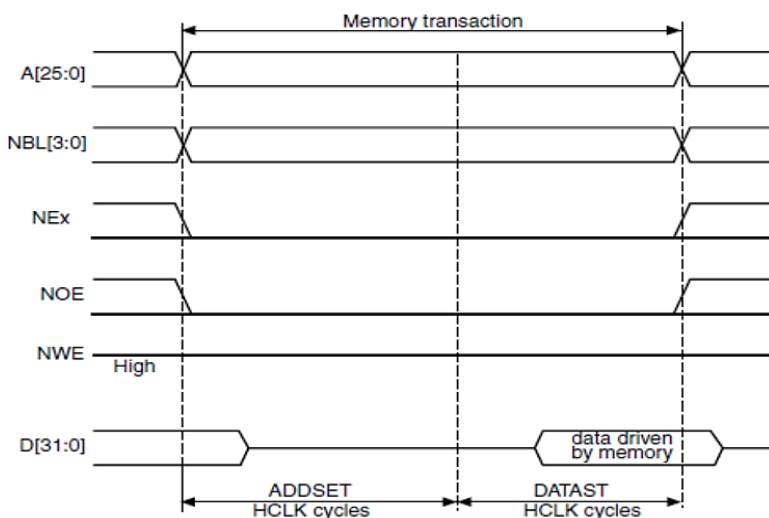 Memory transaction
A[25:0]
NBL[3:0]
NEx
NOE
NWE
High
D[31:0]
data driven
by memory
ADDSET
HCLK cycles
DATAST
HCLK cycles